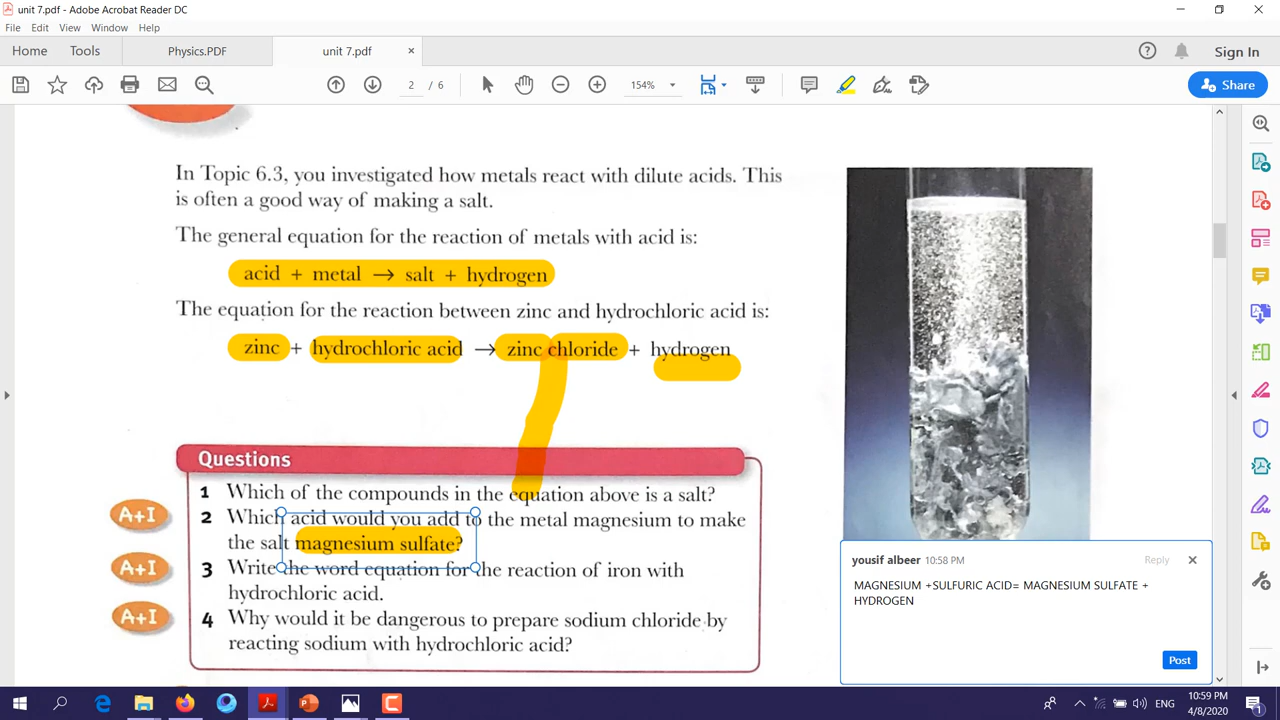 unit 7.pdf - Adobe Acrobat Reader DC
File Edit View Window Help
Home Tools Physics.PDF unit 7.pdf × Sign In
2 / 6 154% Share
In Topic 6.3, you investigated how metals react with dilute acids. This
is often a good way of making a salt.
The general equation for the reaction of metals with acid is:
acid + metal → salt + hydrogen
The equation for the reaction between zinc and hydrochloric acid is:
zinc + hydrochloric acid → zinc chloride + hydrogen
Questions
1 Which of the compounds in the equation above is a salt?
A+I 2 Which acid would you add to the metal magnesium to make
the salt magnesium sulfate?
A+I 3 Write the word equation for the reaction of iron with
hydrochloric acid.
A+I 4 Why would it be dangerous to prepare sodium chloride by
reacting sodium with hydrochloric acid?
yousif albeer 10:58 PM Reply
MAGNESIUM +SULFURIC ACID= MAGNESIUM SULFATE +
HYDROGEN
Post
ENG
10:59 PM
4/8/2020
1